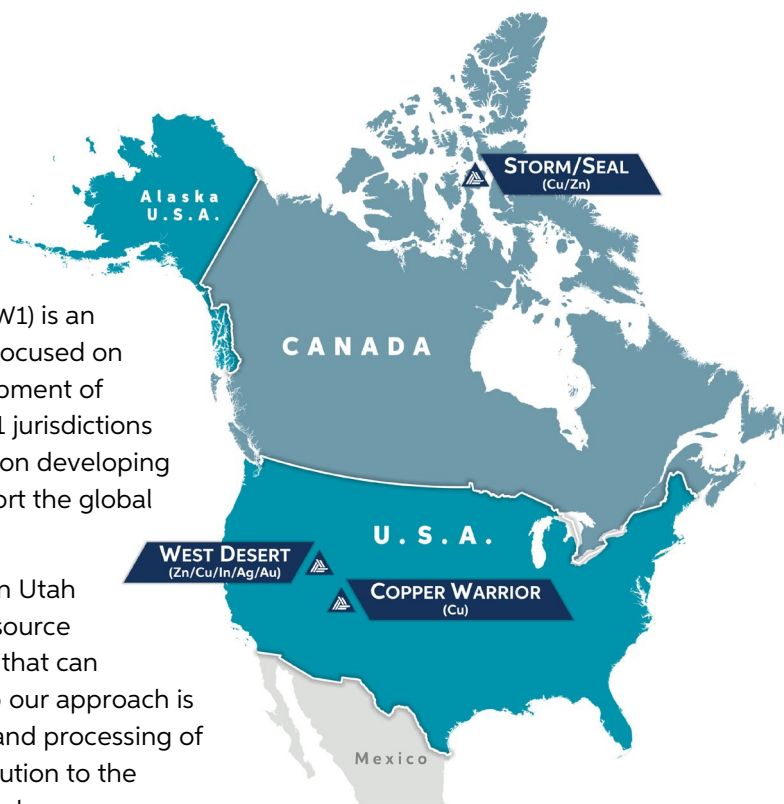 Alaska
U.S.A.
STORM/SEAL
(Cu/Zn)
CANADA
W1) is an
focused on
pment of
1 jurisdictions
on developing
ort the global
U.S.A.
WEST DESERT
(Zn/Cu/In/Ag/Au)
COPPER WARRIOR
(Cu)
n Utah
source
that can
our approach is
and processing of
ution to the
Mexico